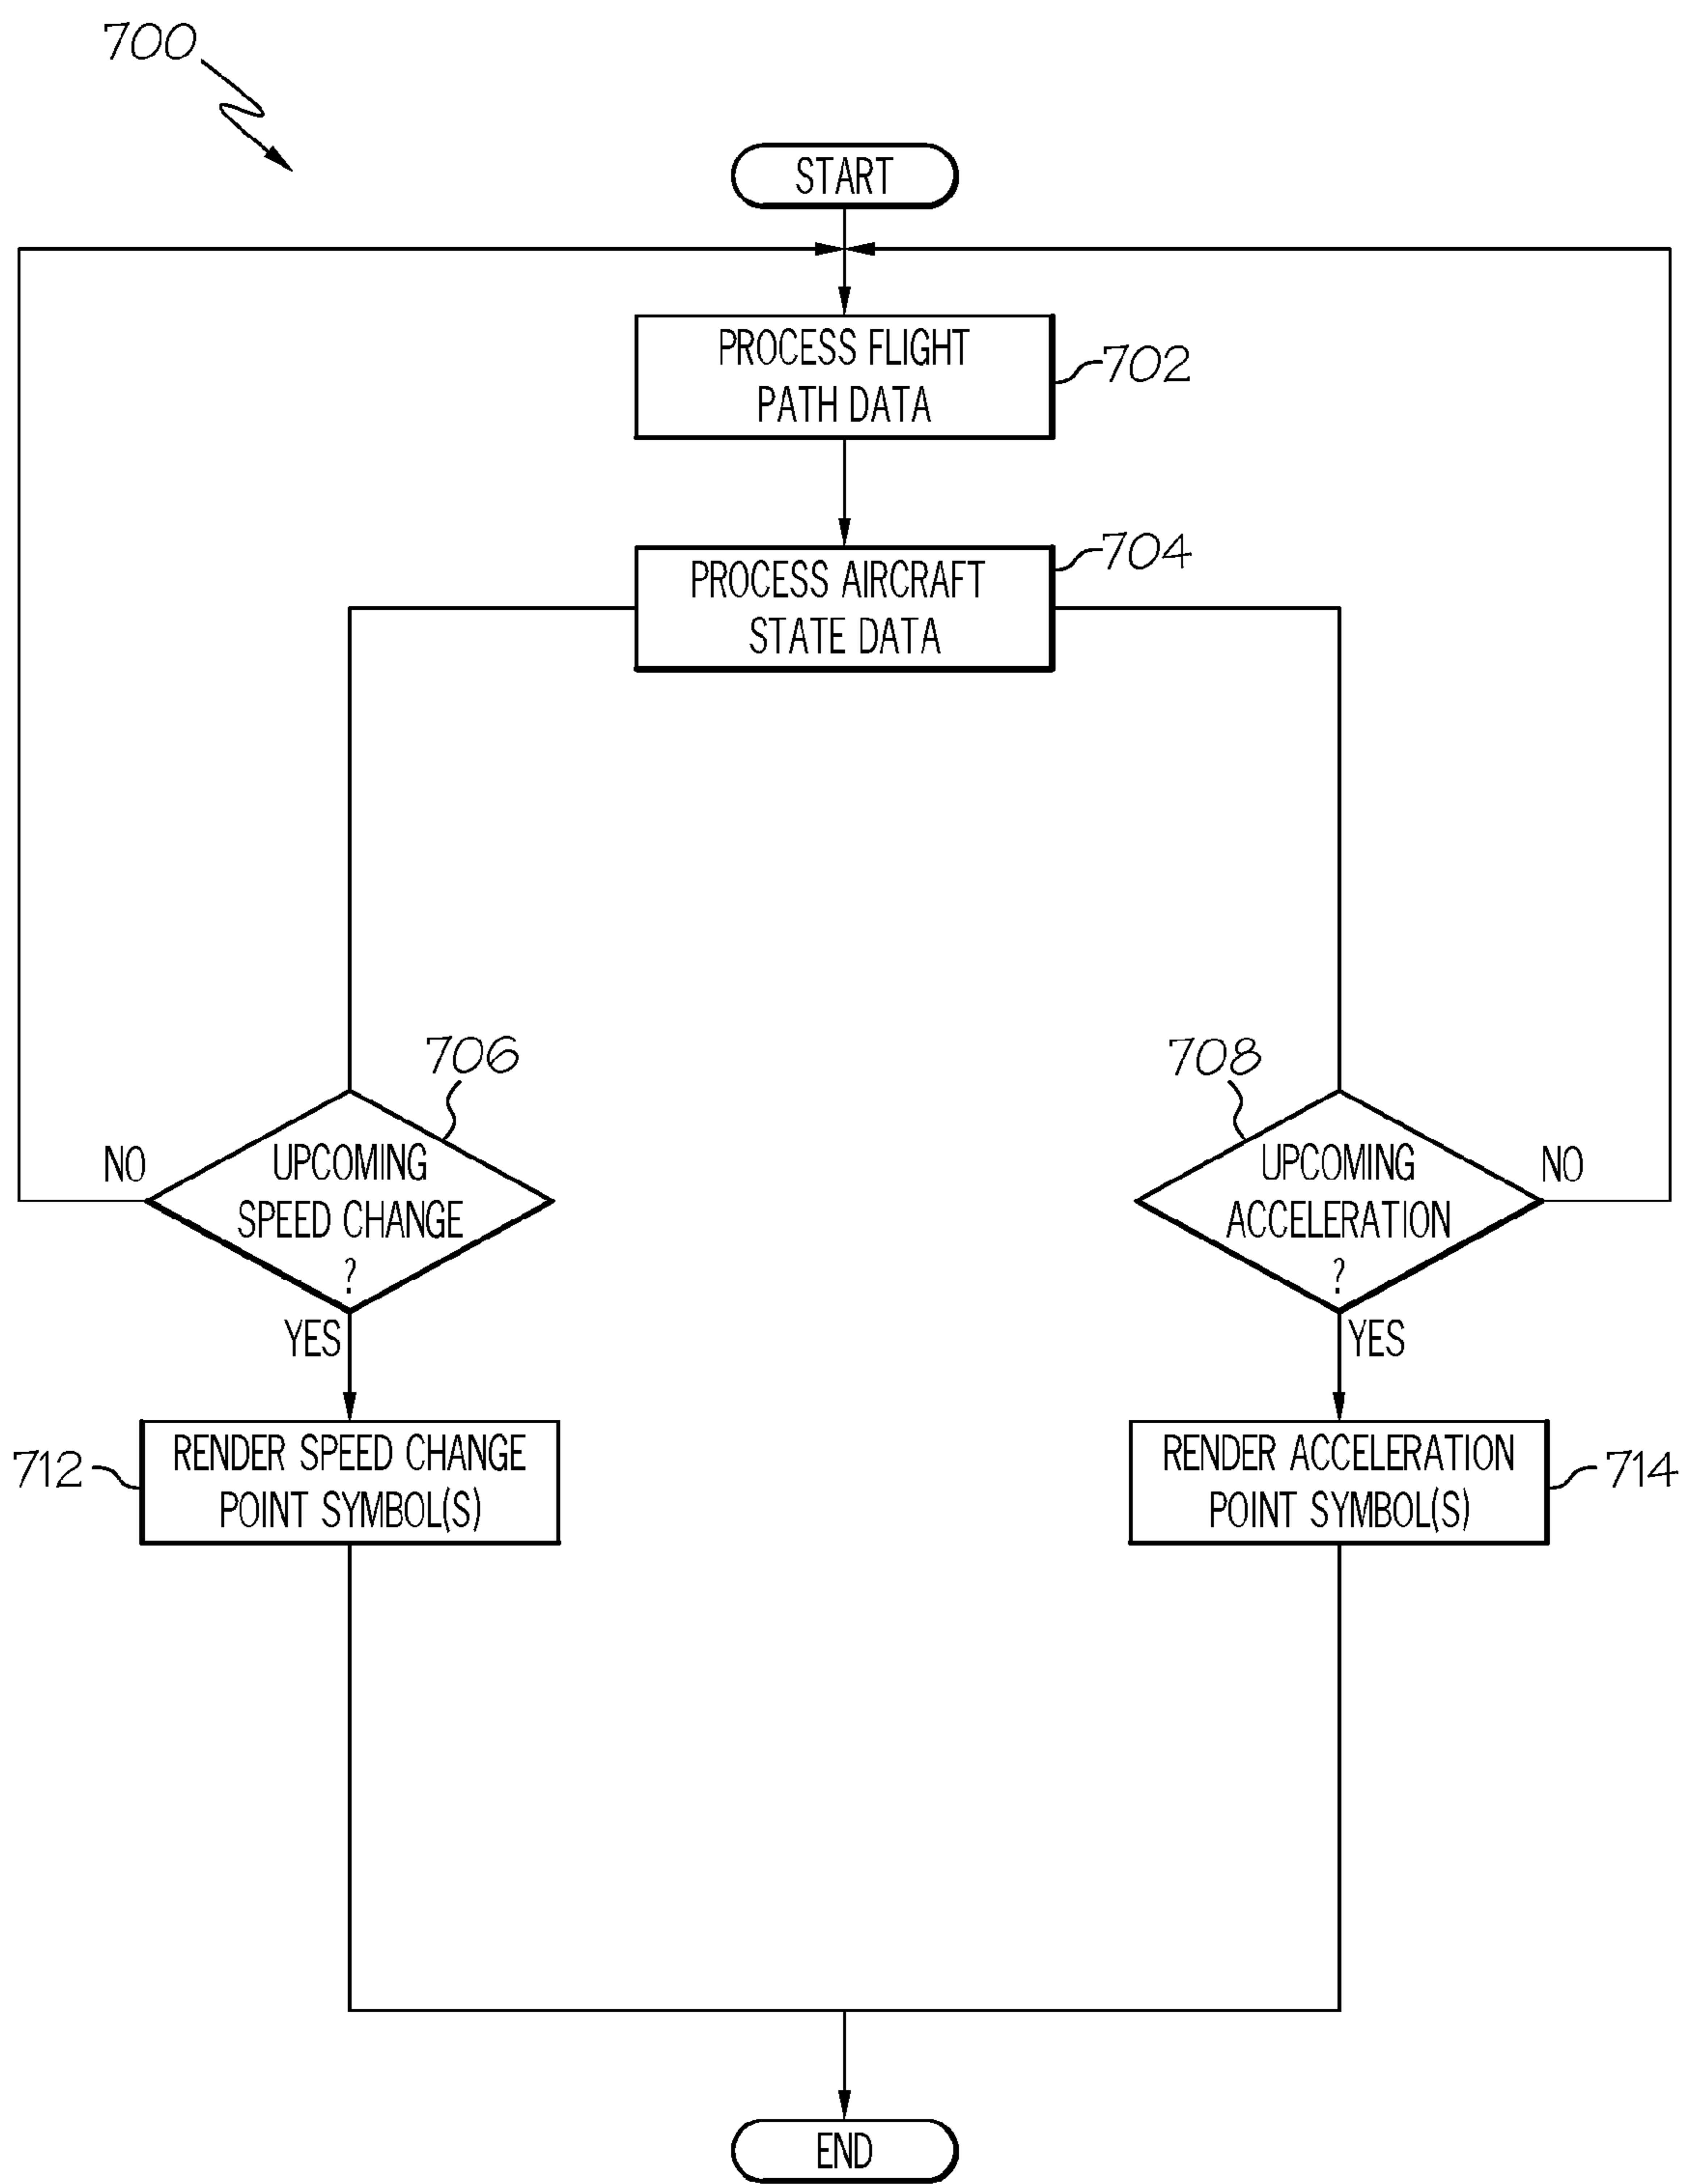 700
START
PROCESS FLIGHT
PATH DATA
702
PROCESS AIRCRAFT
STATE DATA
704
706
UPCOMING
SPEED CHANGE
?
NO
YES
708
UPCOMING
ACCELERATION
?
NO
YES
712
RENDER SPEED CHANGE
POINT SYMBOL(S)
RENDER ACCELERATION
POINT SYMBOL(S)
714
END